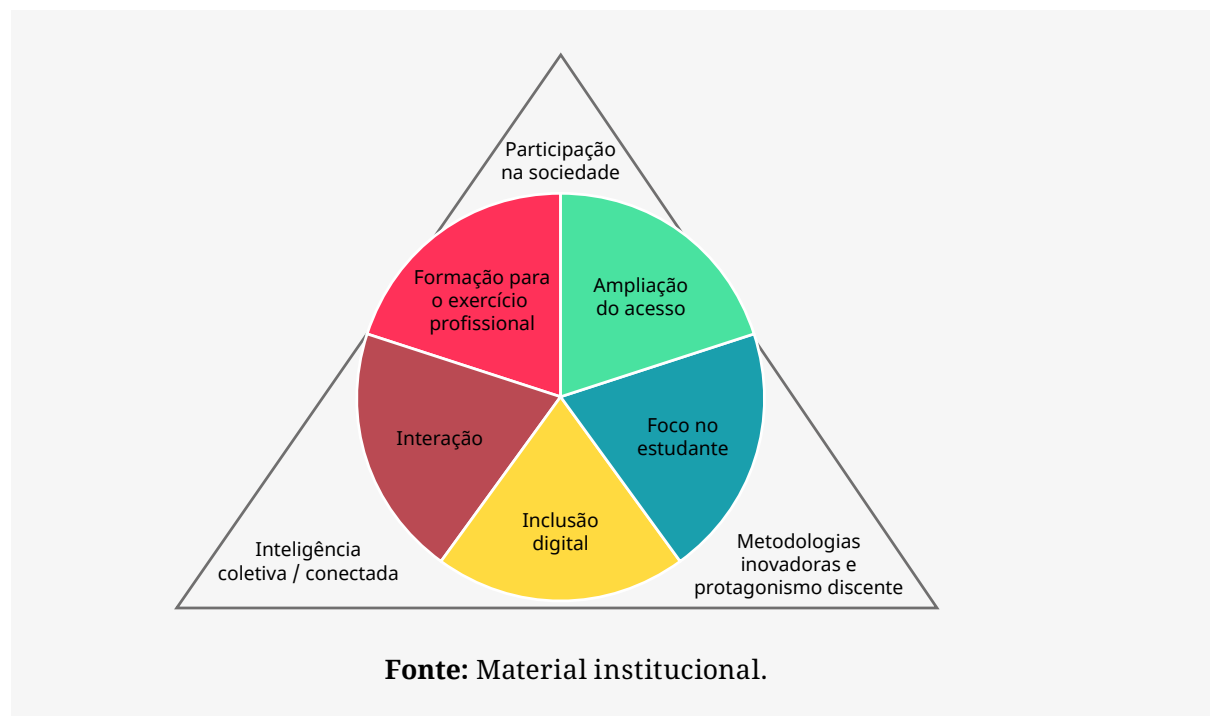 Participação
na sociedade
Formação para
o exercício
profissional
Ampliação
do acesso
Interação
Foco no
estudante
Inclusão
digital
Inteligência
coletiva / conectada
Metodologias
inovadoras e
protagonismo discente
Fonte: Material institucional.